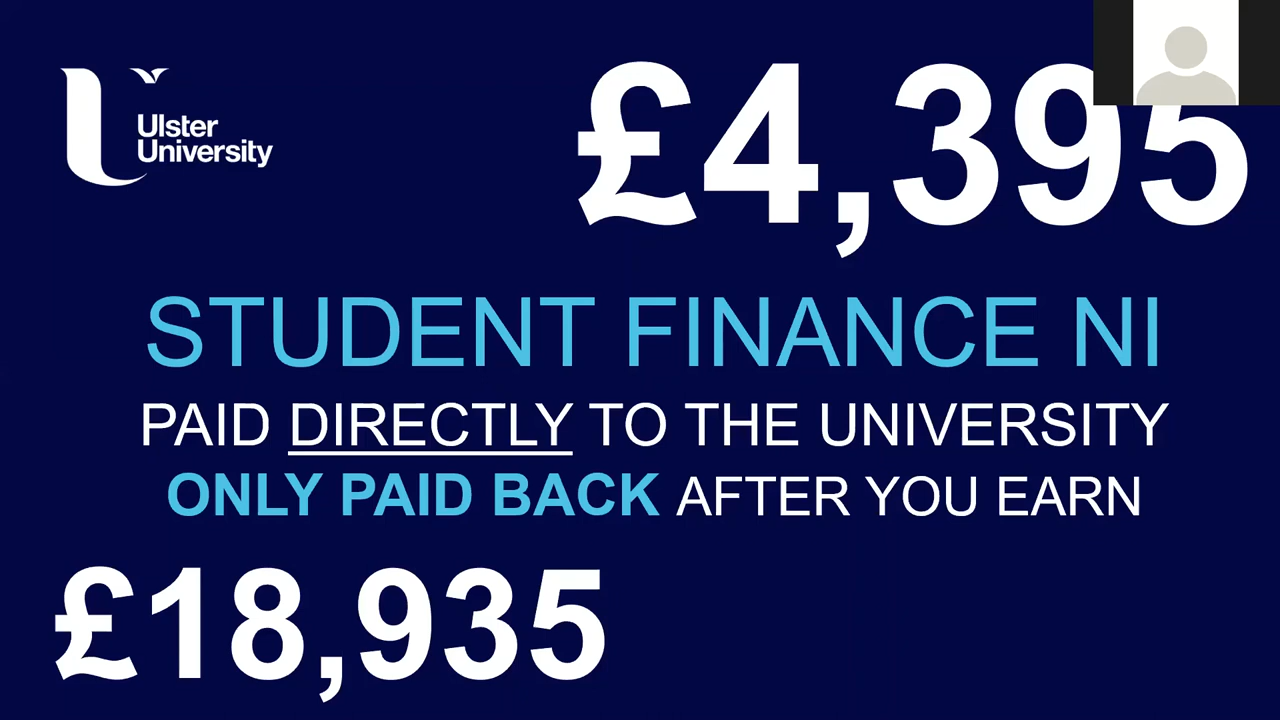 Ulster
University
£4,395
STUDENT FINANCE NI
PAID DIRECTLY TO THE UNIVERSITY
ONLY PAID BACK AFTER YOU EARN
£18,935